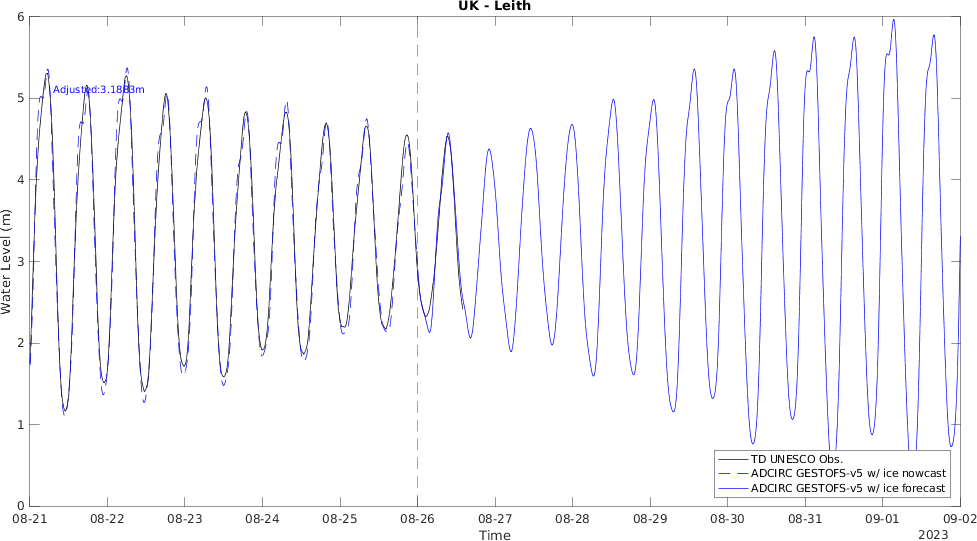 UK - Leith
6
5
4
3
2
1
0
Water Level (m)
Adjusted:3.1883m
TD UNESCO Obs.
ADCIRC GESTOFS-v5 w/ ice nowcast
ADCIRC GESTOFS-v5 w/ ice forecast
08-21 08-22 08-23 08-24 08-25 08-26 08-27 08-28 08-29 08-30 08-31 09-01 09-02
Time
2023